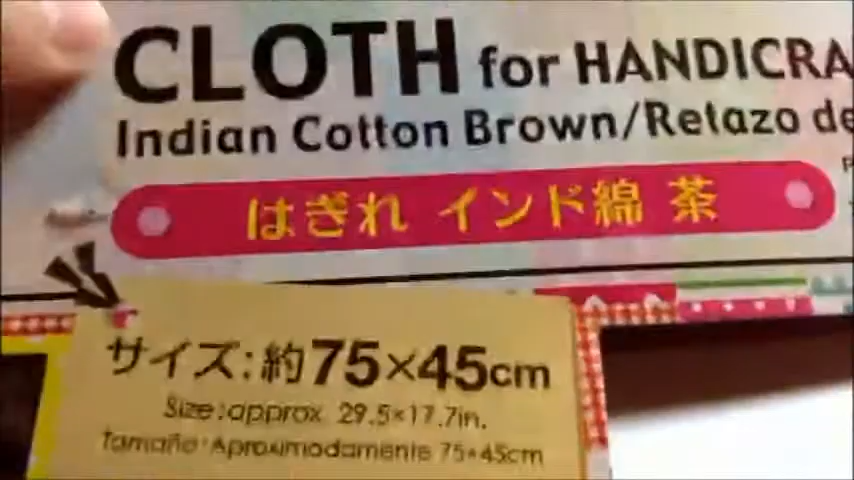 CLOTH for HANDICRA
Indian Cotton Brown/Retazo de
はぎれ インド綿 茶
サイズ:約75×45cm
Size:approx. 29.5×17.7in.
Tamaño:Aproximadamente 75×45cm